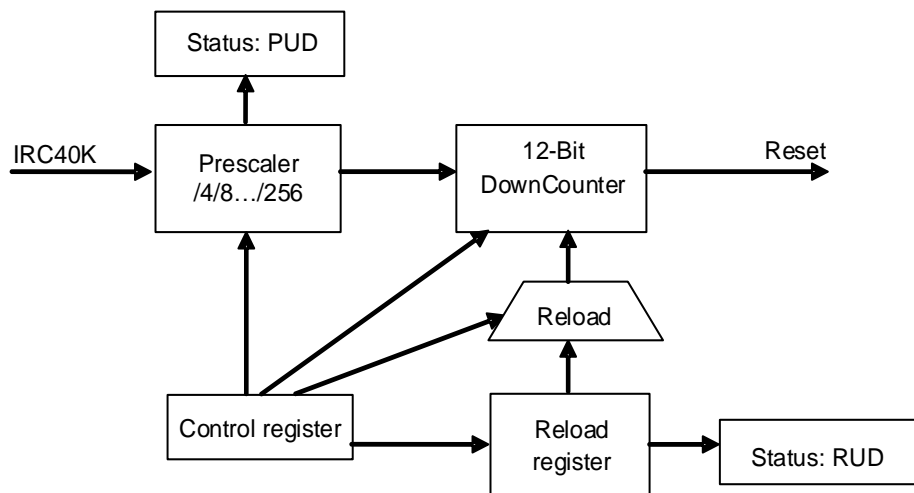 Status: PUD
IRC40K
Prescaler
/4/8…/256
12-Bit
DownCounter
Reset
Reload
Control register
Reload
register
Status: RUD